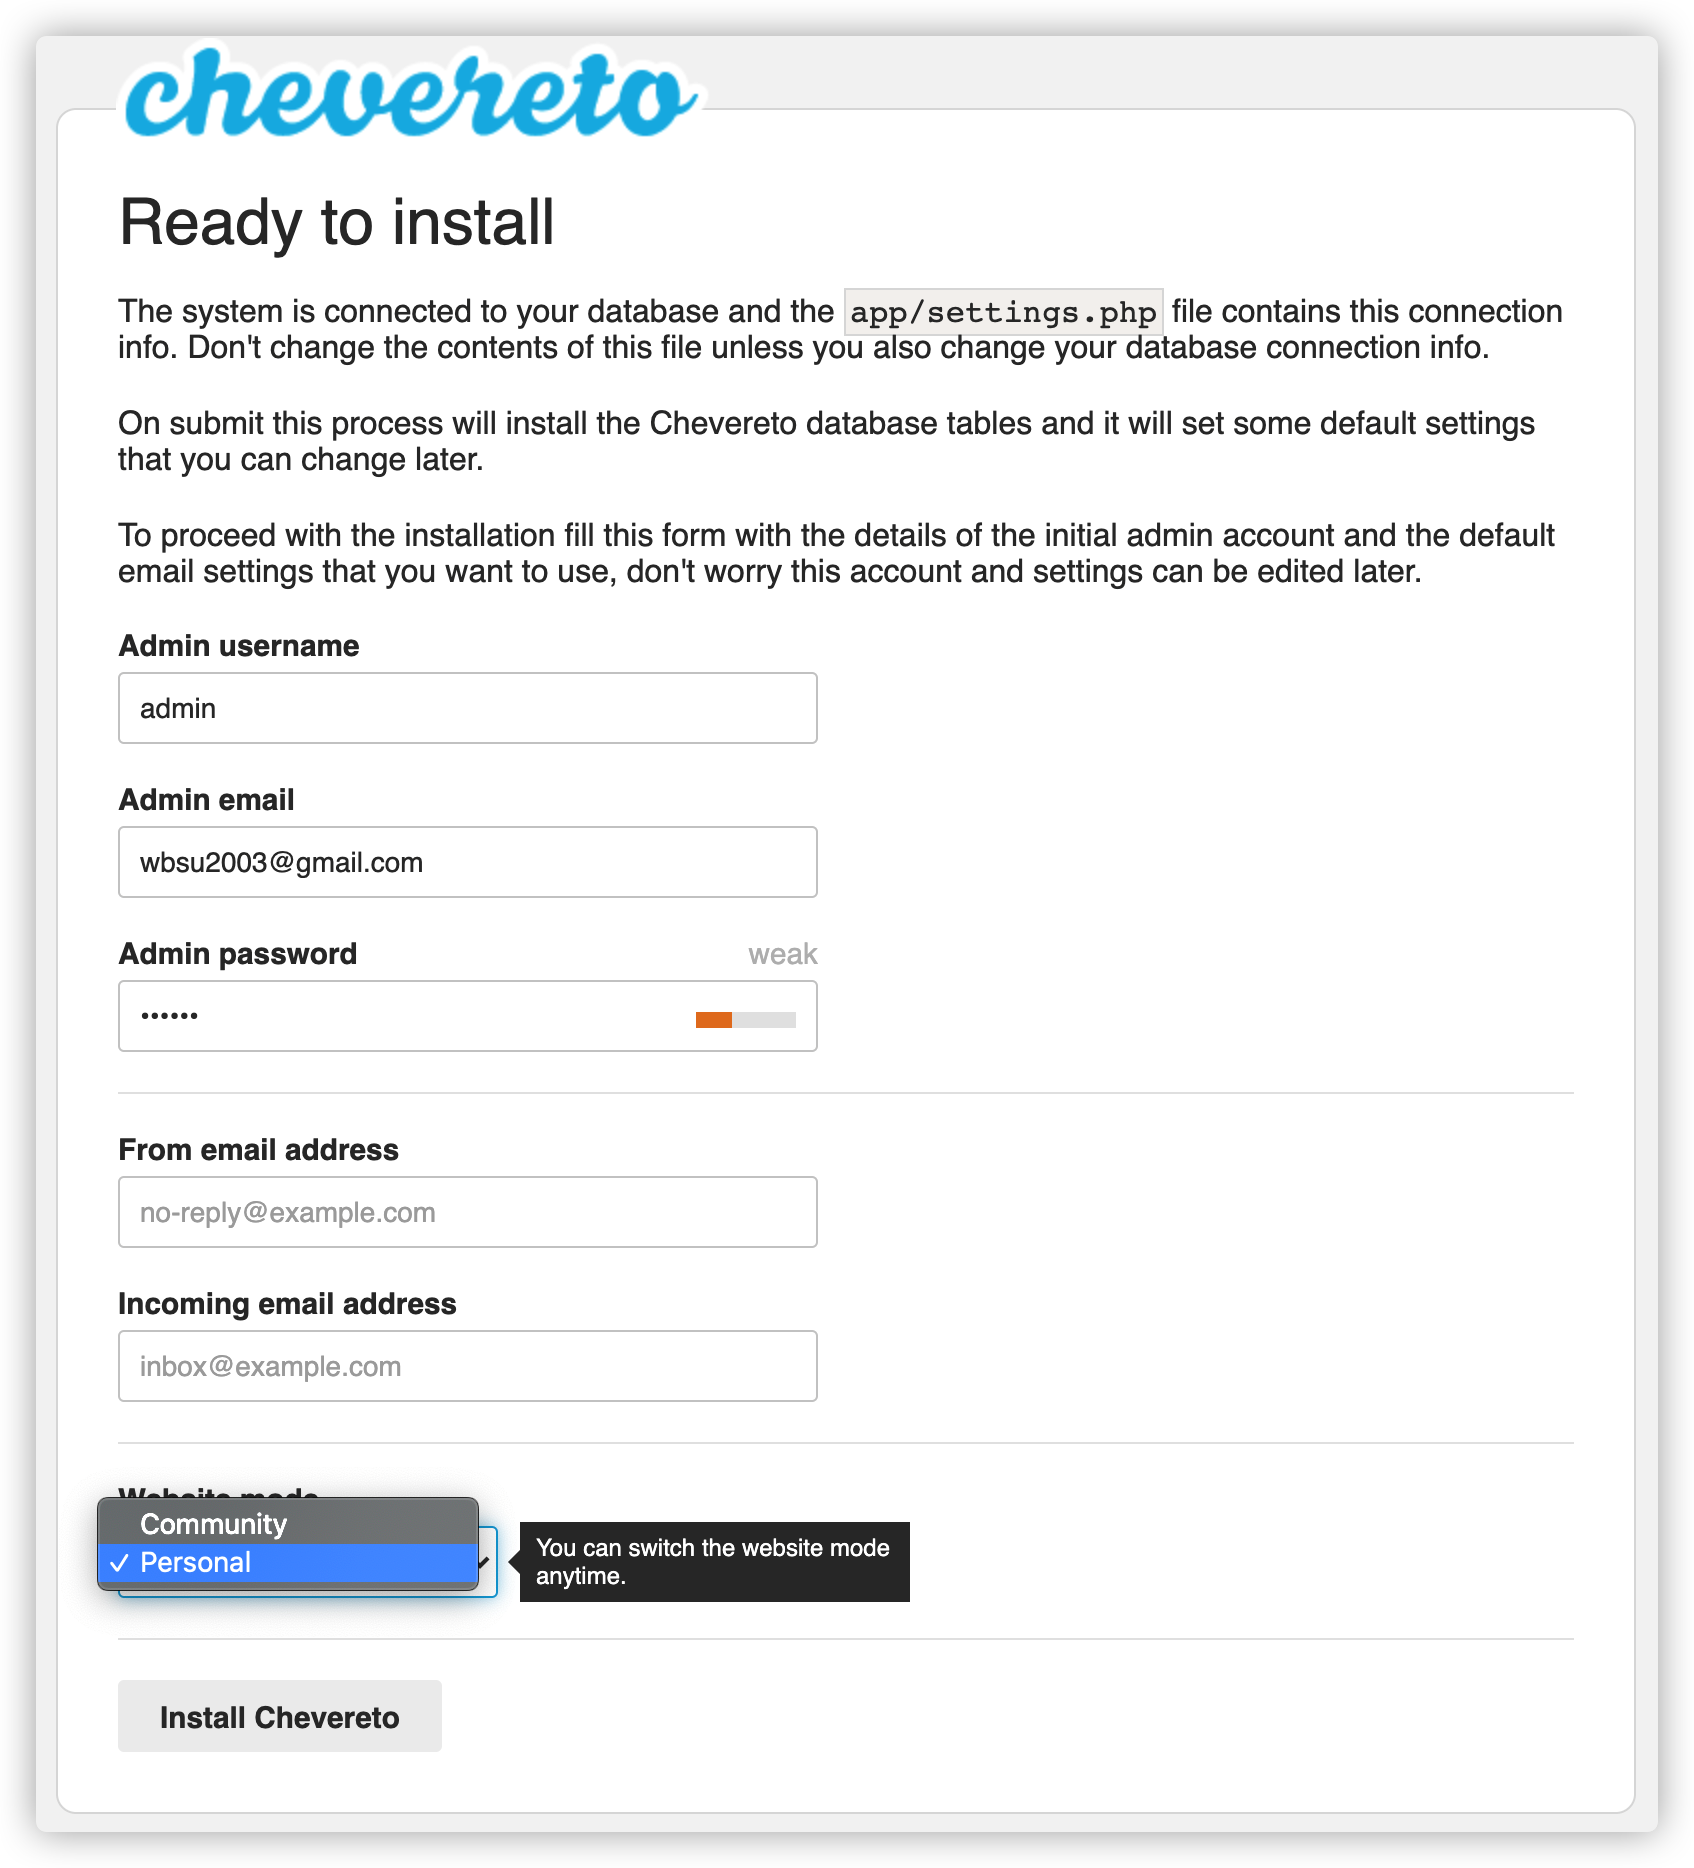 chevereto
Ready to install
The system is connected to your database and the app/settings.php file contains this connection
info. Don't change the contents of this file unless you also change your database connection info.
On submit this process will install the Chevereto database tables and it will set some default settings
that you can change later.
To proceed with the installation fill this form with the details of the initial admin account and the default
email settings that you want to use, don't worry this account and settings can be edited later.
Admin username
admin
Admin email
wbsu2003@gmail.com
Admin password weak
••••••
From email address
no-reply@example.com
Incoming email address
inbox@example.com
Website mode
Community
✓ Personal
You can switch the website mode
anytime.
Install Chevereto